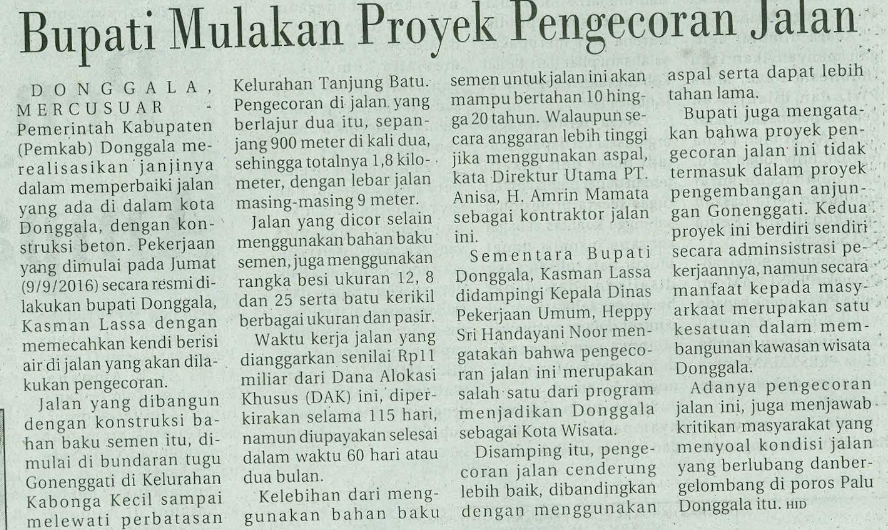 Bupati Mulakan Proyek Pengecoran Jalan
DONGGALA,
MERCUSUAR -
Pemerintah Kabupaten
(Pemkab) Donggala me-
realisasikan janjinya
dalam memperbaiki jalan
yang ada di dalam kota
Donggala, dengan kon-
struksi beton. Pekerjaan
yang dimulai pada Jumat
(9/9/2016) secara resmi di-
lakukan bupati Donggala,
Kasman Lassa dengan
memecahkan kendi berisi
air di jalan yang akan dila-
kukan pengecoran.
Jalan yang dibangun
dengan konstruksi ba-
han baku semen itu, di-
mulai di bundaran tugu
Gonenggati di Kelurahan
Kabonga Kecil sampai
melewati perbatasan
Kelurahan Tanjung Batu.
Pengecoran di jalan yang
berlajur dua itu, sepan-
jang 900 meter di kali dua,
sehingga totalnya 1,8 kilo-
meter, dengan lebar jalan
masing-masing 9 meter.
Jalan yang dicor selain
menggunakan bahan baku
semen, juga menggunakan
rangka besi ukuran 12, 8
dan 25 serta batu kerikil
berbagai ukuran dan pasir.
Waktu kerja jalan yang
dianggarkan senilai Rp11
miliar dari Dana Alokasi
Khusus (DAK) ini, diper-
kirakan selama 115 hari,
namun diupayakan selesai
dalam waktu 60 hari atau
dua bulan.
Kelebihan dari meng-
gunakan bahan baku
semen untuk jalan ini akan
mampu bertahan 10 hing-
ga 20 tahun. Walaupun se-
cara anggaran lebih tinggi
jika menggunakan aspal,
kata Direktur Utama PT.
Anisa, H. Amrin Mamata
sebagai kontraktor jalan
ini.
Sementara Bupati
Donggala, Kasman Lassa
didampingi Kepala Dinas
Pekerjaan Umum, Heppy
Sri Handayani Noor men-
gatakan bahwa pengeco-
ran jalan ini merupakan
salah satu dari program
menjadikan Donggala
sebagai Kota Wisata.
Disamping itu, penge-
coran jalan cenderung
lebih baik, dibandingkan
dengan menggunakan
aspal serta dapat lebih
tahan lama.
Bupati juga mengata-
kan bahwa proyek pen-
gecoran jalan ini tidak
termasuk dalam proyek
pengembangan anjun-
gan Gonenggati. Kedua
proyek ini berdiri sendiri
secara adminsistrasi pe-
kerjaannya, namun secara
manfaat kepada masy-
arkaat merupakan satu
kesatuan dalam mem-
bangunan kawasan wisata
Donggala.
Adanya pengecoran
jalan ini, juga menjawab
kritikan masyarakat yang
menyoal kondisi jalan
yang berlubang danber-
gelombang di poros Palu
Donggala itu. HID